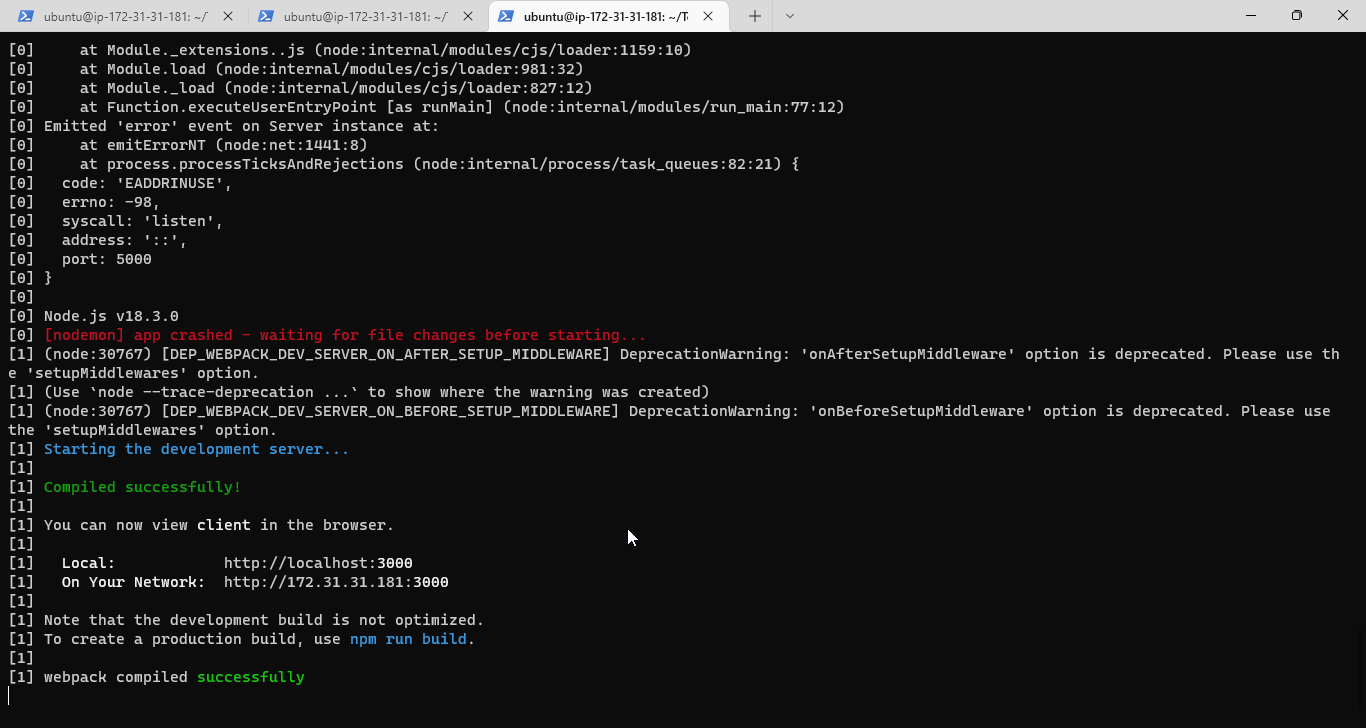 ubuntu@ip-172-31-31-181: ~/
ubuntu@ip-172-31-31-181: ~/
ubuntu@ip-172-31-31-181: ~/T
[0]     at Module._extensions..js (node:internal/modules/cjs/loader:1159:10)
[0]     at Module.load (node:internal/modules/cjs/loader:981:32)
[0]     at Module._load (node:internal/modules/cjs/loader:827:12)
[0]     at Function.executeUserEntryPoint [as runMain] (node:internal/modules/run_main:77:12)
[0] Emitted 'error' event on Server instance at:
[0]     at emitErrorNT (node:net:1441:8)
[0]     at process.processTicksAndRejections (node:internal/process/task_queues:82:21) {
[0]   code: 'EADDRINUSE',
[0]   errno: -98,
[0]   syscall: 'listen',
[0]   address: '::',
[0]   port: 5000
[0] }
[0]
[0] Node.js v18.3.0
[0] [nodemon] app crashed - waiting for file changes before starting...
[1] (node:30767) [DEP_WEBPACK_DEV_SERVER_ON_AFTER_SETUP_MIDDLEWARE] DeprecationWarning: 'onAfterSetupMiddleware' option is deprecated. Please use th
e 'setupMiddlewares' option.
[1] (Use `node --trace-deprecation ...` to show where the warning was created)
[1] (node:30767) [DEP_WEBPACK_DEV_SERVER_ON_BEFORE_SETUP_MIDDLEWARE] DeprecationWarning: 'onBeforeSetupMiddleware' option is deprecated. Please use
the 'setupMiddlewares' option.
[1] Starting the development server...
[1]
[1] Compiled successfully!
[1]
[1] You can now view client in the browser.
[1]
[1]   Local:            http://localhost:3000
[1]   On Your Network:  http://172.31.31.181:3000
[1]
[1] Note that the development build is not optimized.
[1] To create a production build, use npm run build.
[1]
[1] webpack compiled successfully